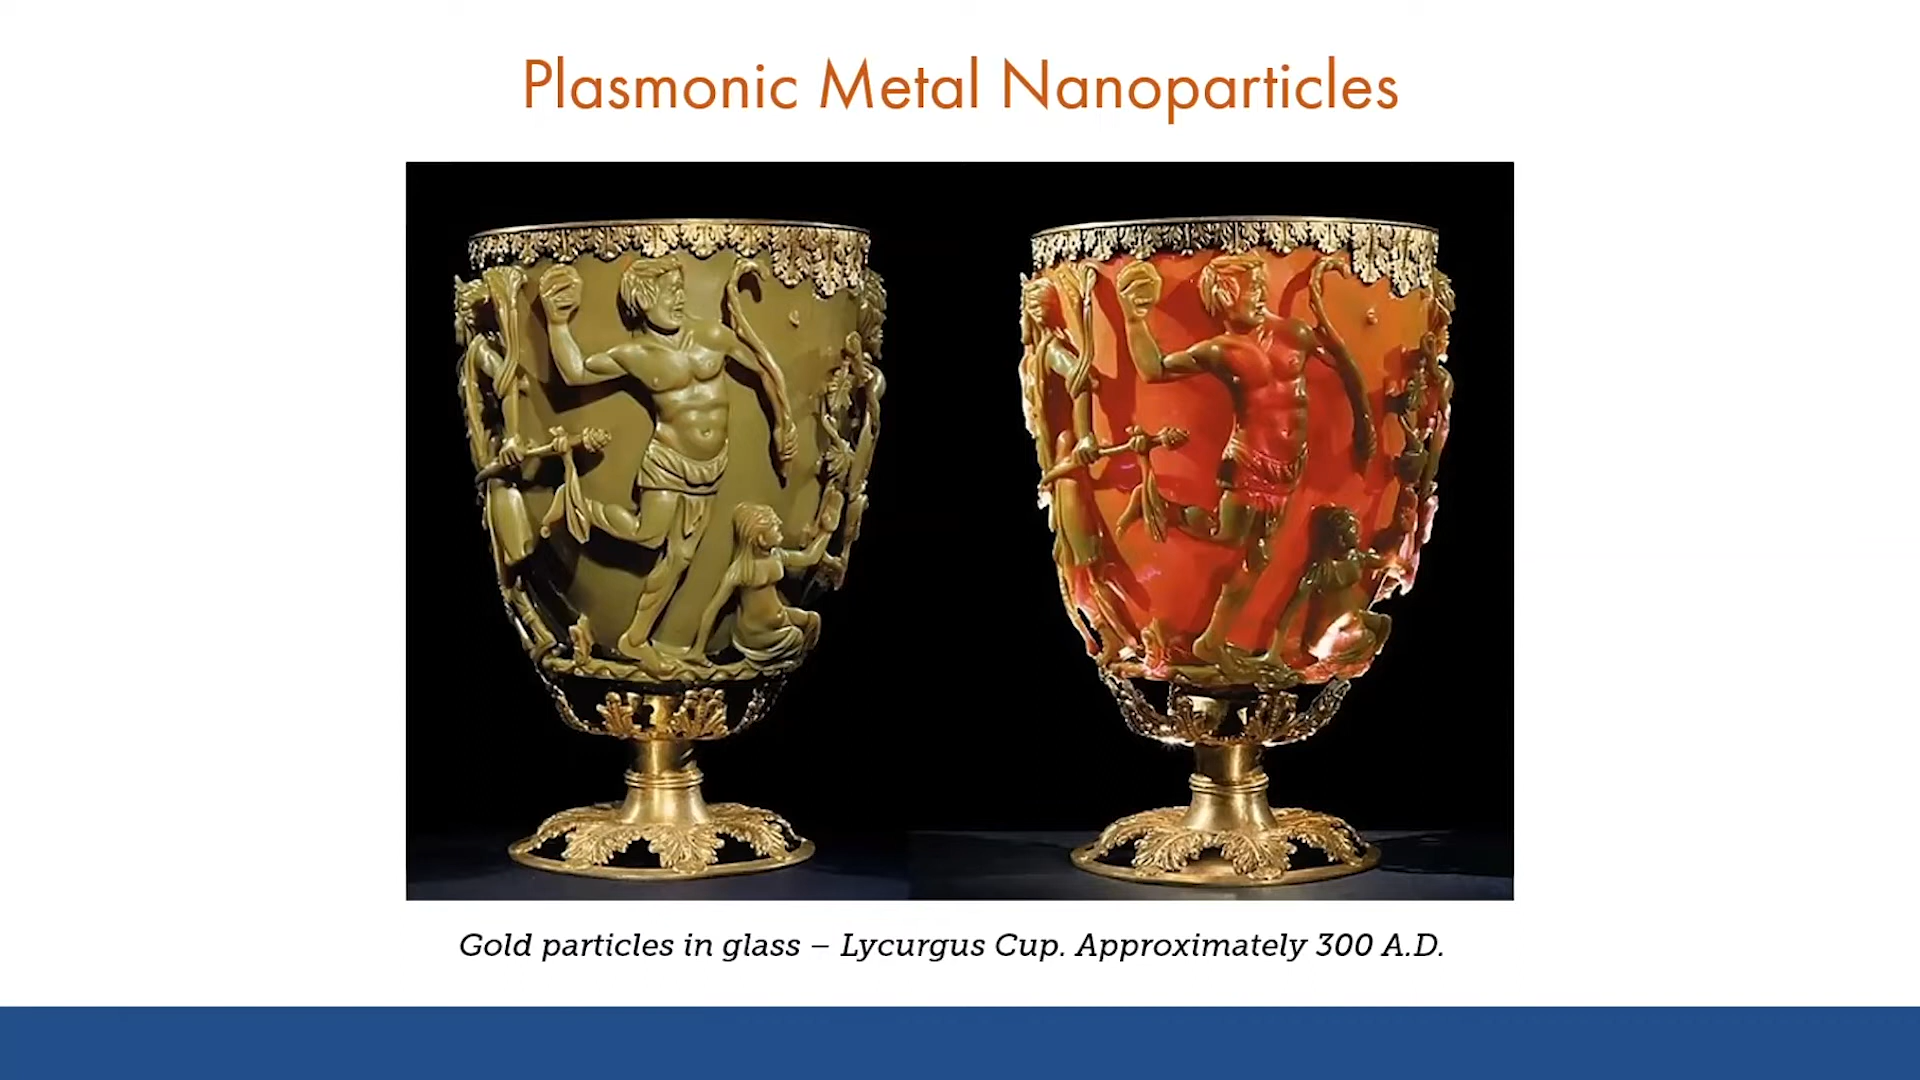 Plasmonic Metal Nanoparticles
Gold particles in glass – Lycurgus Cup. Approximately 300 A.D.